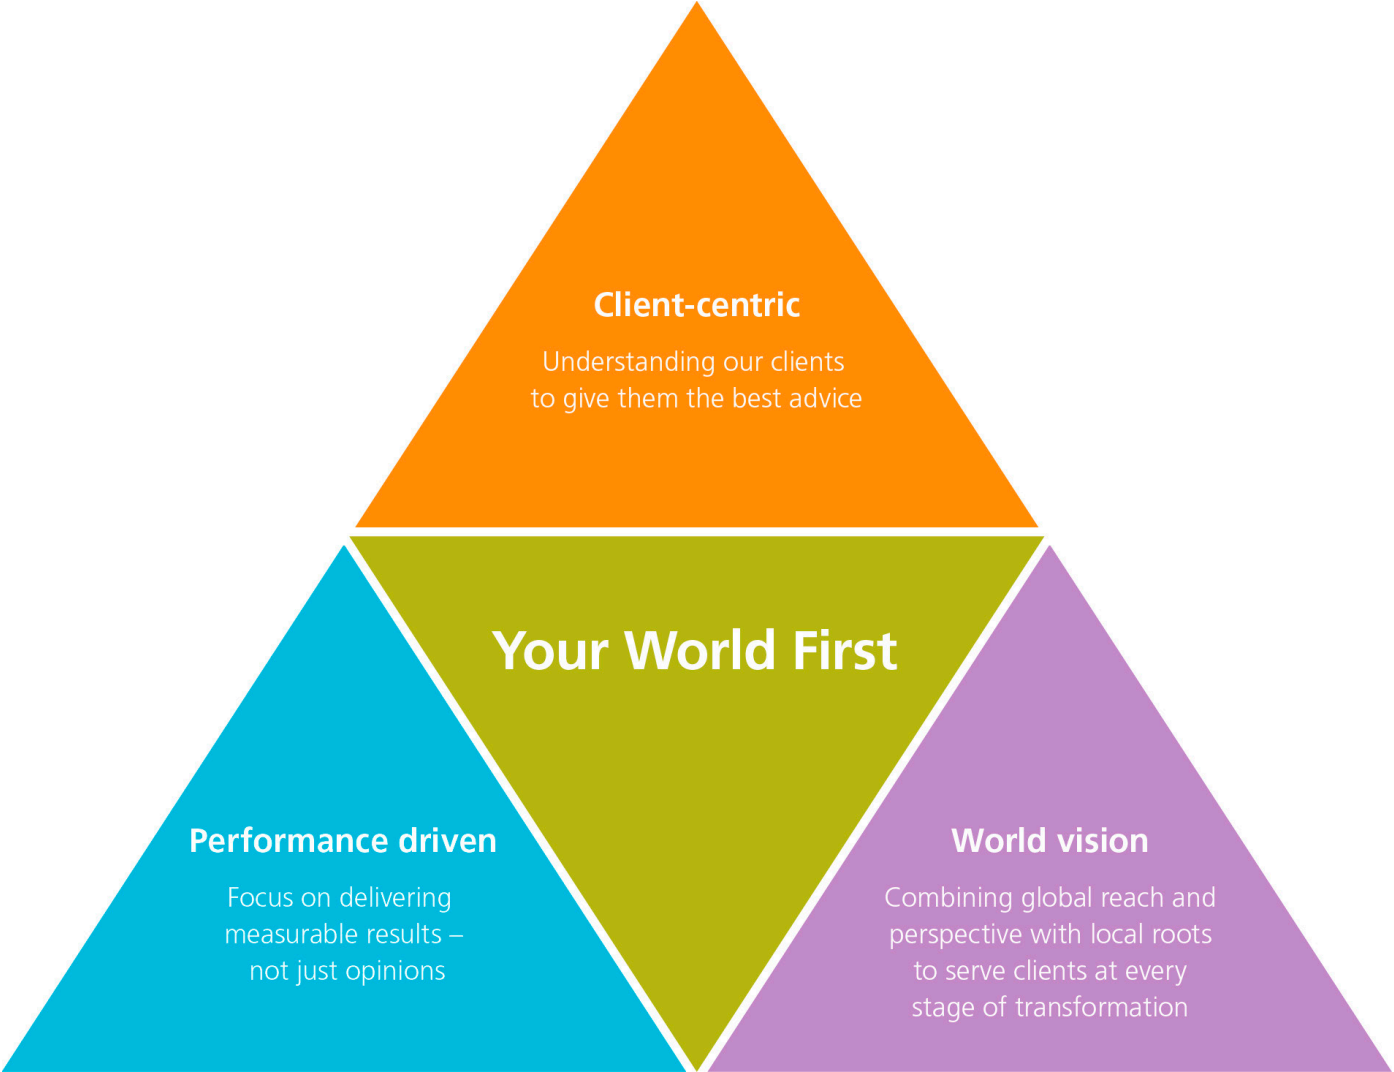 Client-centric
Understanding our clients
to give them the best advice
Your World First
Performance driven
Focus on delivering
measurable results –
not just opinions
World vision
Combining global reach and
perspective with local roots
to serve clients at every
stage of transformation